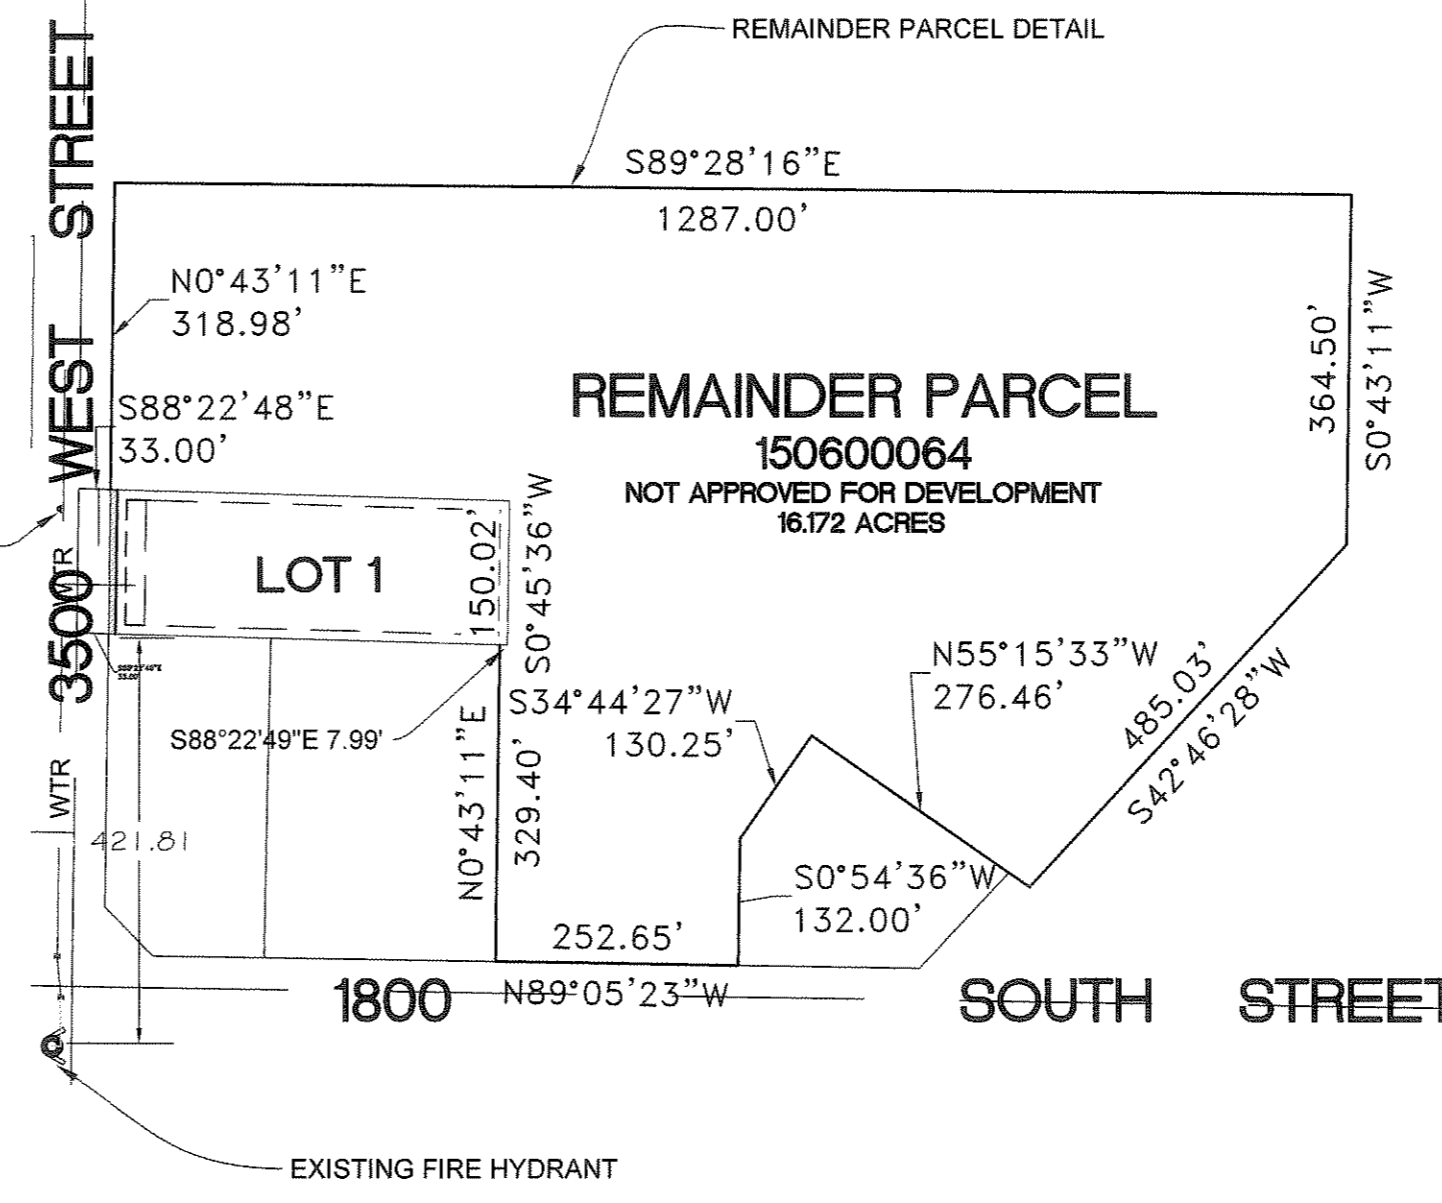 REMAINDER PARCEL DETAIL
S89°28'16"E
1287.00'
N0°43'11"E
318.98'
S88°22'48"E
33.00'
REMAINDER PARCEL
150600064
NOT APPROVED FOR DEVELOPMENT
16.172 ACRES
364.50'
S0°43'11"W
3500 WEST STREET
WTR
WTR
LOT 1
150.02'
S0°45'36"W
33.00'
S88°22'49"E 7.99'
N0°43'11"E
329.40'
S34°44'27"W
130.25'
N55°15'33"W
276.46'
485.03'
S42°46'28"W
421.81
S0°54'36"W
132.00'
252.65'
N89°05'23"W
1800 SOUTH STREET
EXISTING FIRE HYDRANT